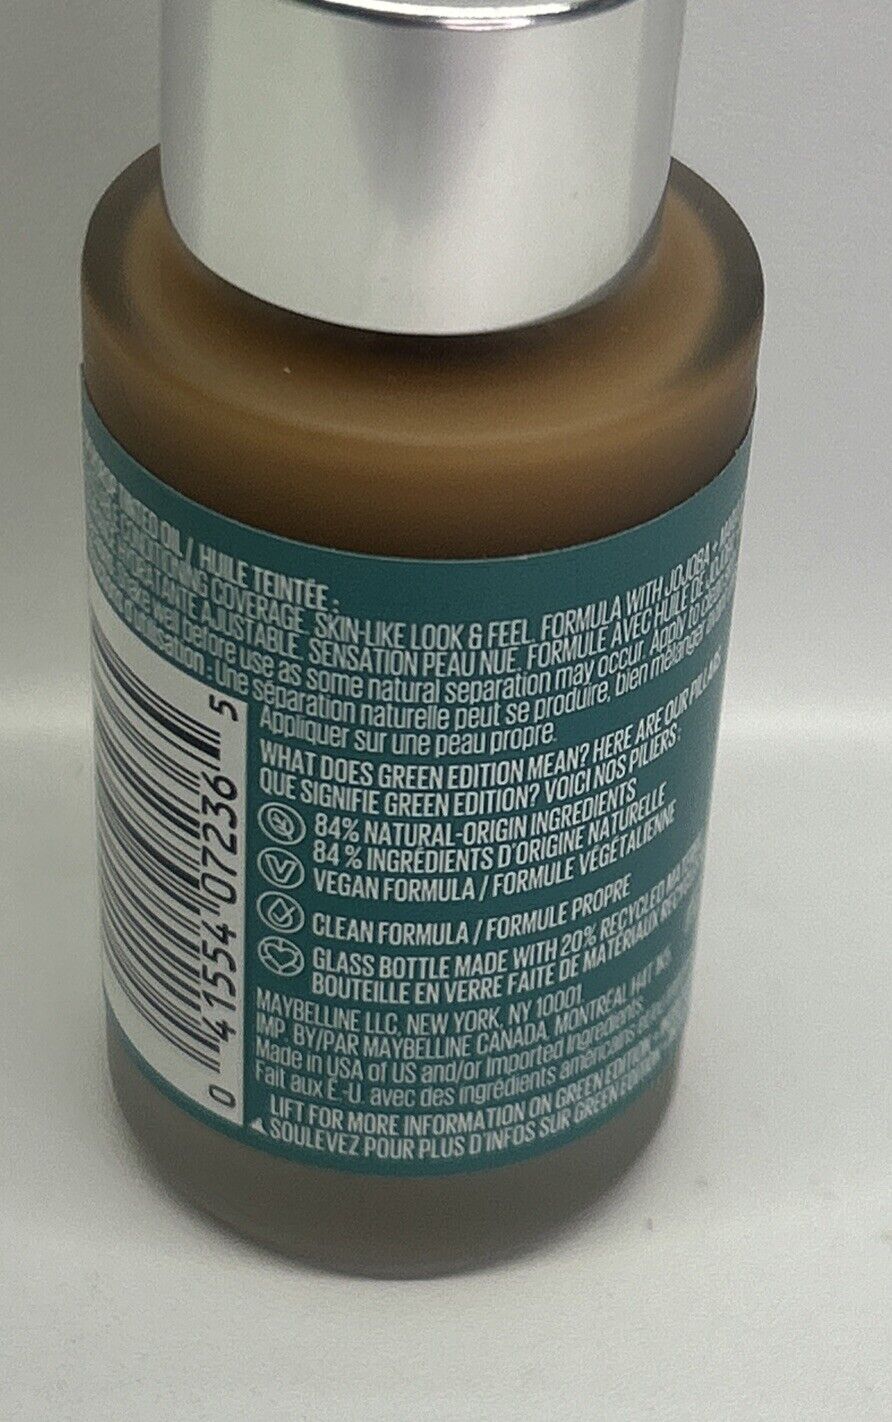 TINTED OIL / HUILE TEINTÉE :
CONDITIONING COVERAGE. SKIN-LIKE LOOK & FEEL. FORMULA WITH JOJOBA +
HYDRATANTE AJUSTABLE. SENSATION PEAU NUE. FORMULE AVEC HUILE DE JOJOBA
well before use as some natural separation may occur. Apply to clean
d'utilisation : Une séparation naturelle peut se produire, bien mélanger
Appliquer sur une peau propre.
WHAT DOES GREEN EDITION MEAN? HERE ARE OUR PILLARS
QUE SIGNIFIE GREEN EDITION? VOICI NOS PILIERS :
84% NATURAL-ORIGIN INGREDIENTS
84 % INGRÉDIENTS D'ORIGINE NATURELLE
VEGAN FORMULA / FORMULE VÉGÉTALIENNE
CLEAN FORMULA / FORMULE PROPRE
GLASS BOTTLE MADE WITH 20% RECYCLED
BOUTEILLE EN VERRE FAITE DE MATÉRIAUX
MAYBELLINE LLC, NEW YORK, NY 10001.
IMP. BY/PAR MAYBELLINE CANADA, MONTRÉAL
Made in USA of US and/or Imported Ingredients.
Fait aux É.-U. avec des ingrédients américains
LIFT FOR MORE INFORMATION ON GREEN EDITION
SOULEVEZ POUR PLUS D'INFOS SUR GREEN EDITION
0 41554 07236 5